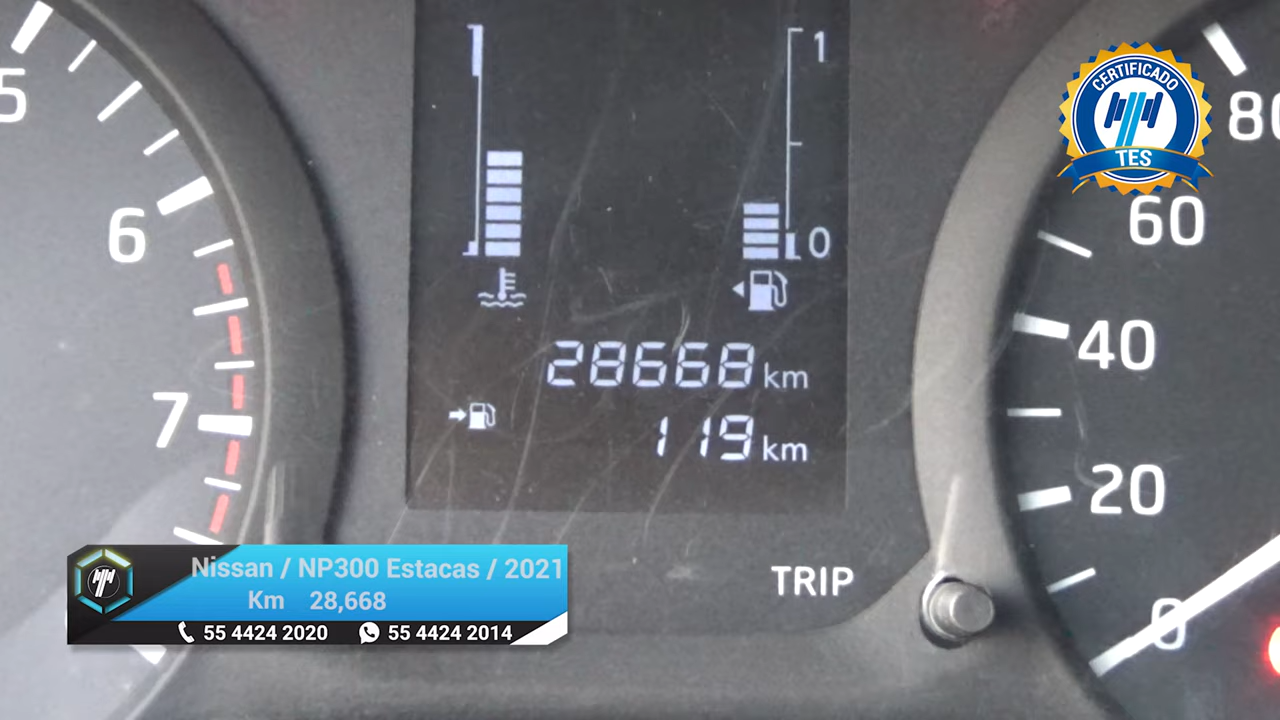 5
6
7
1
0
28668 km
119 km
TRIP
80
60
40
20
0
CERTIFICADO
TES
Nissan / NP300 Estacas / 2021
Km 28,668
55 4424 2020 55 4424 2014